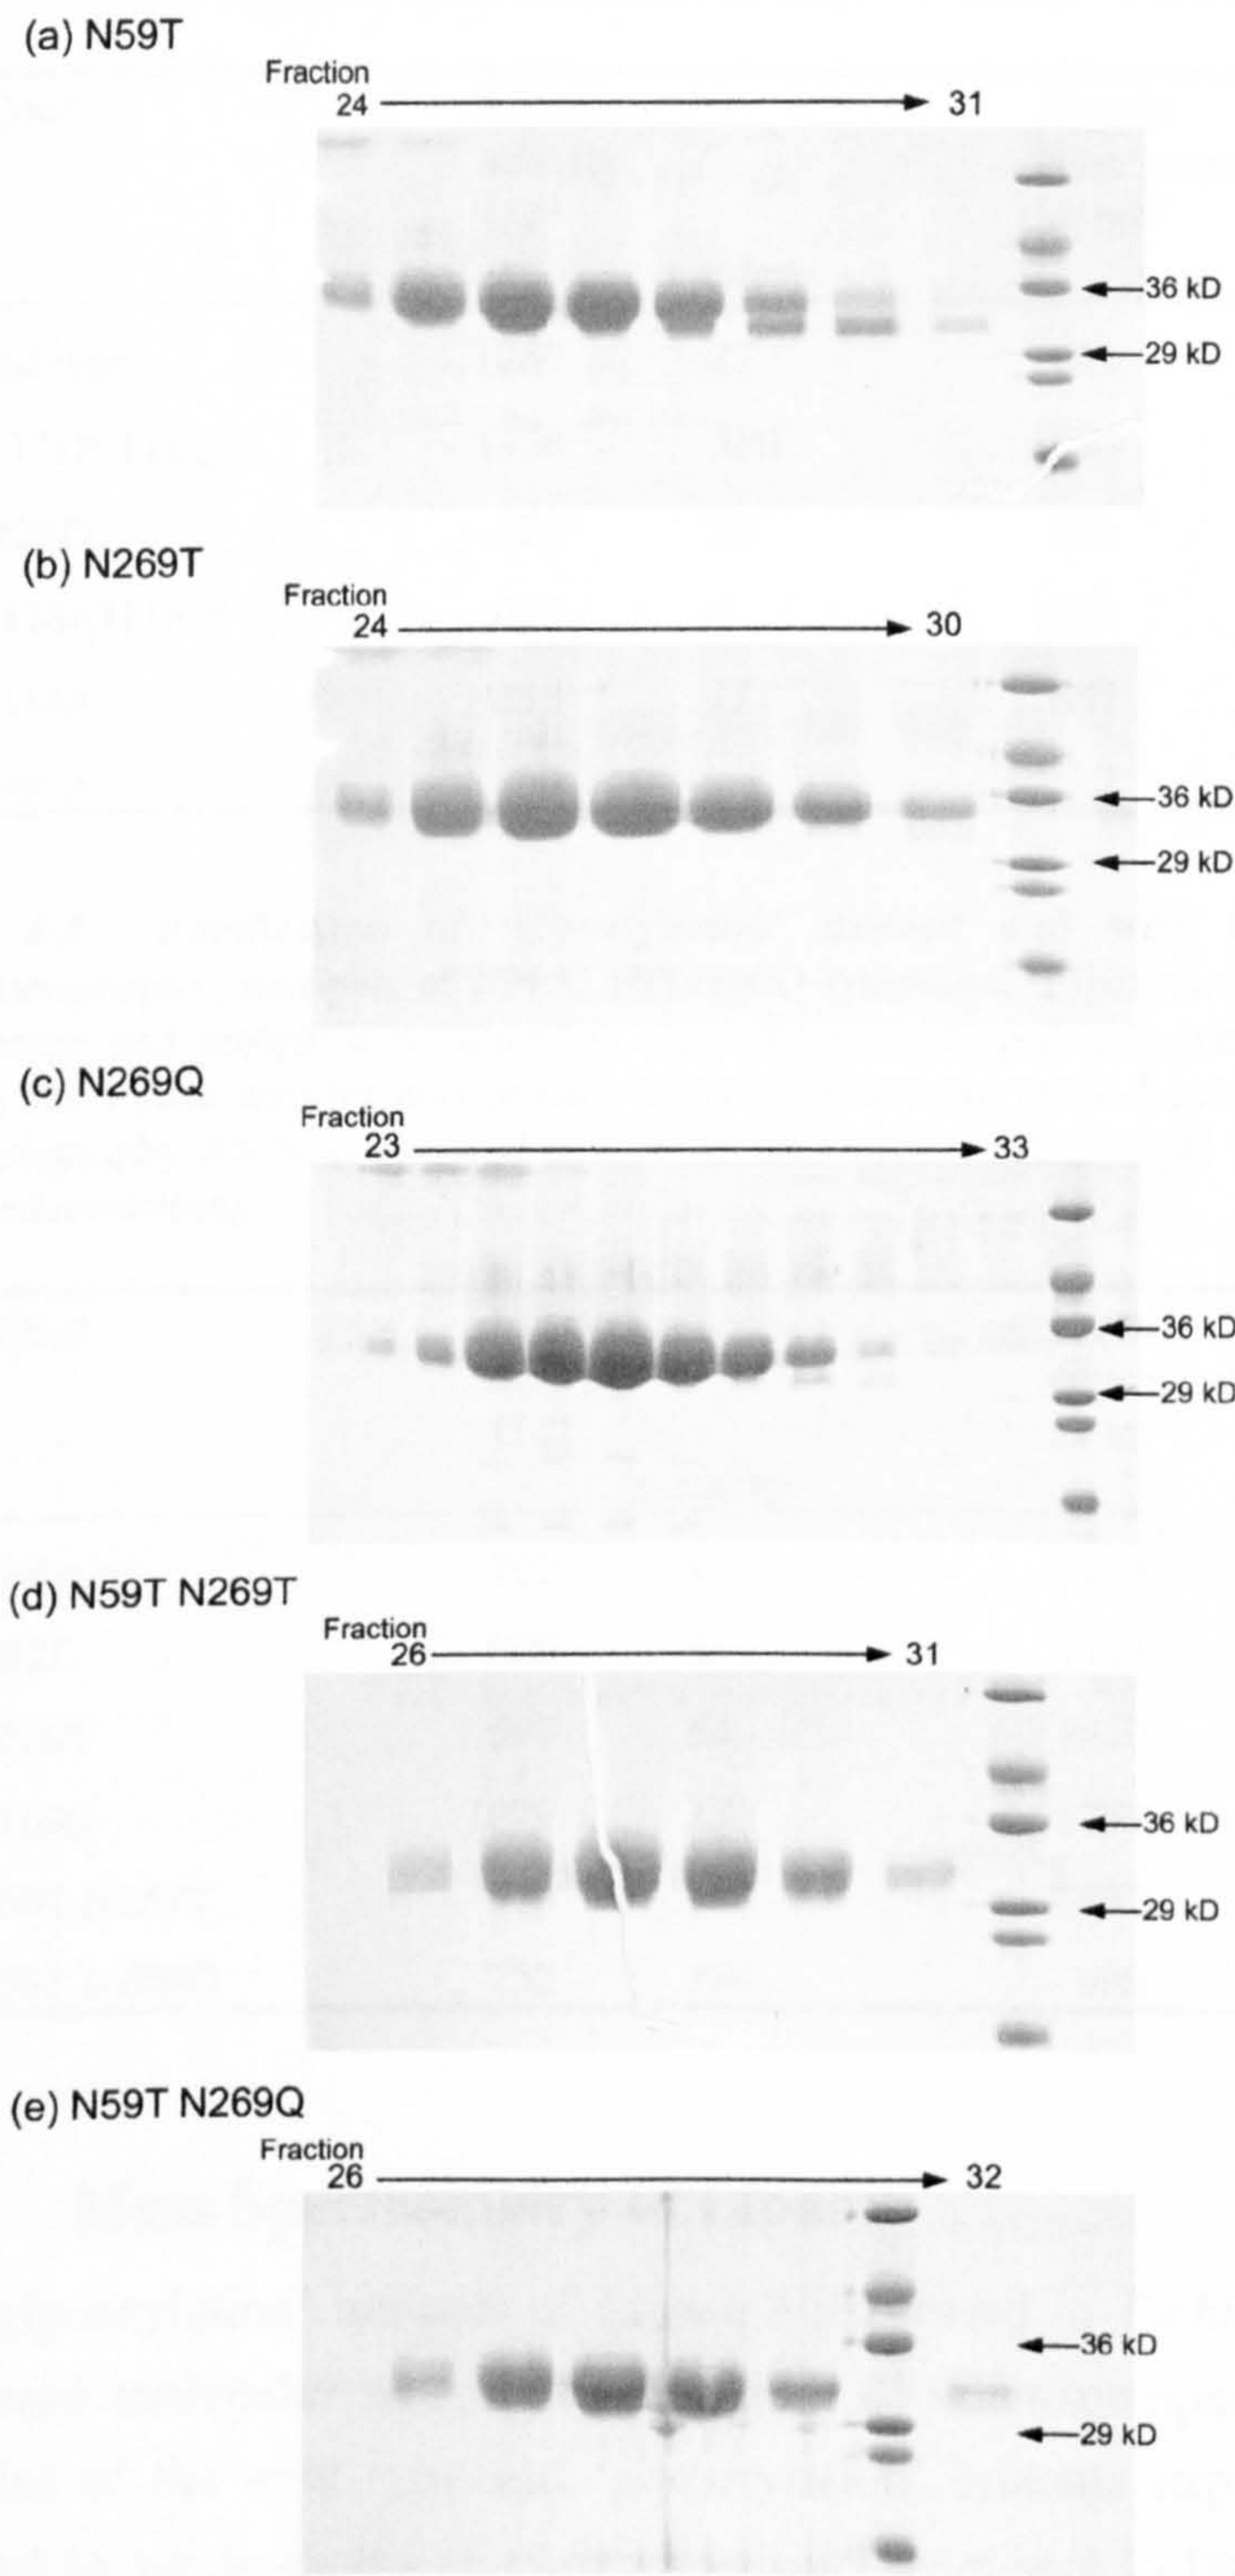 (a) N59T
Fraction
24 31
36 kD
29 kD
(b) N269T
Fraction
24 30
36 kD
29 kD
(c) N269Q
Fraction
23 33
36 kD
29 kD
(d) N59T N269T
Fraction
26 31
36 kD
29 kD
(e) N59T N269Q
Fraction
26 32
36 kD
29 kD